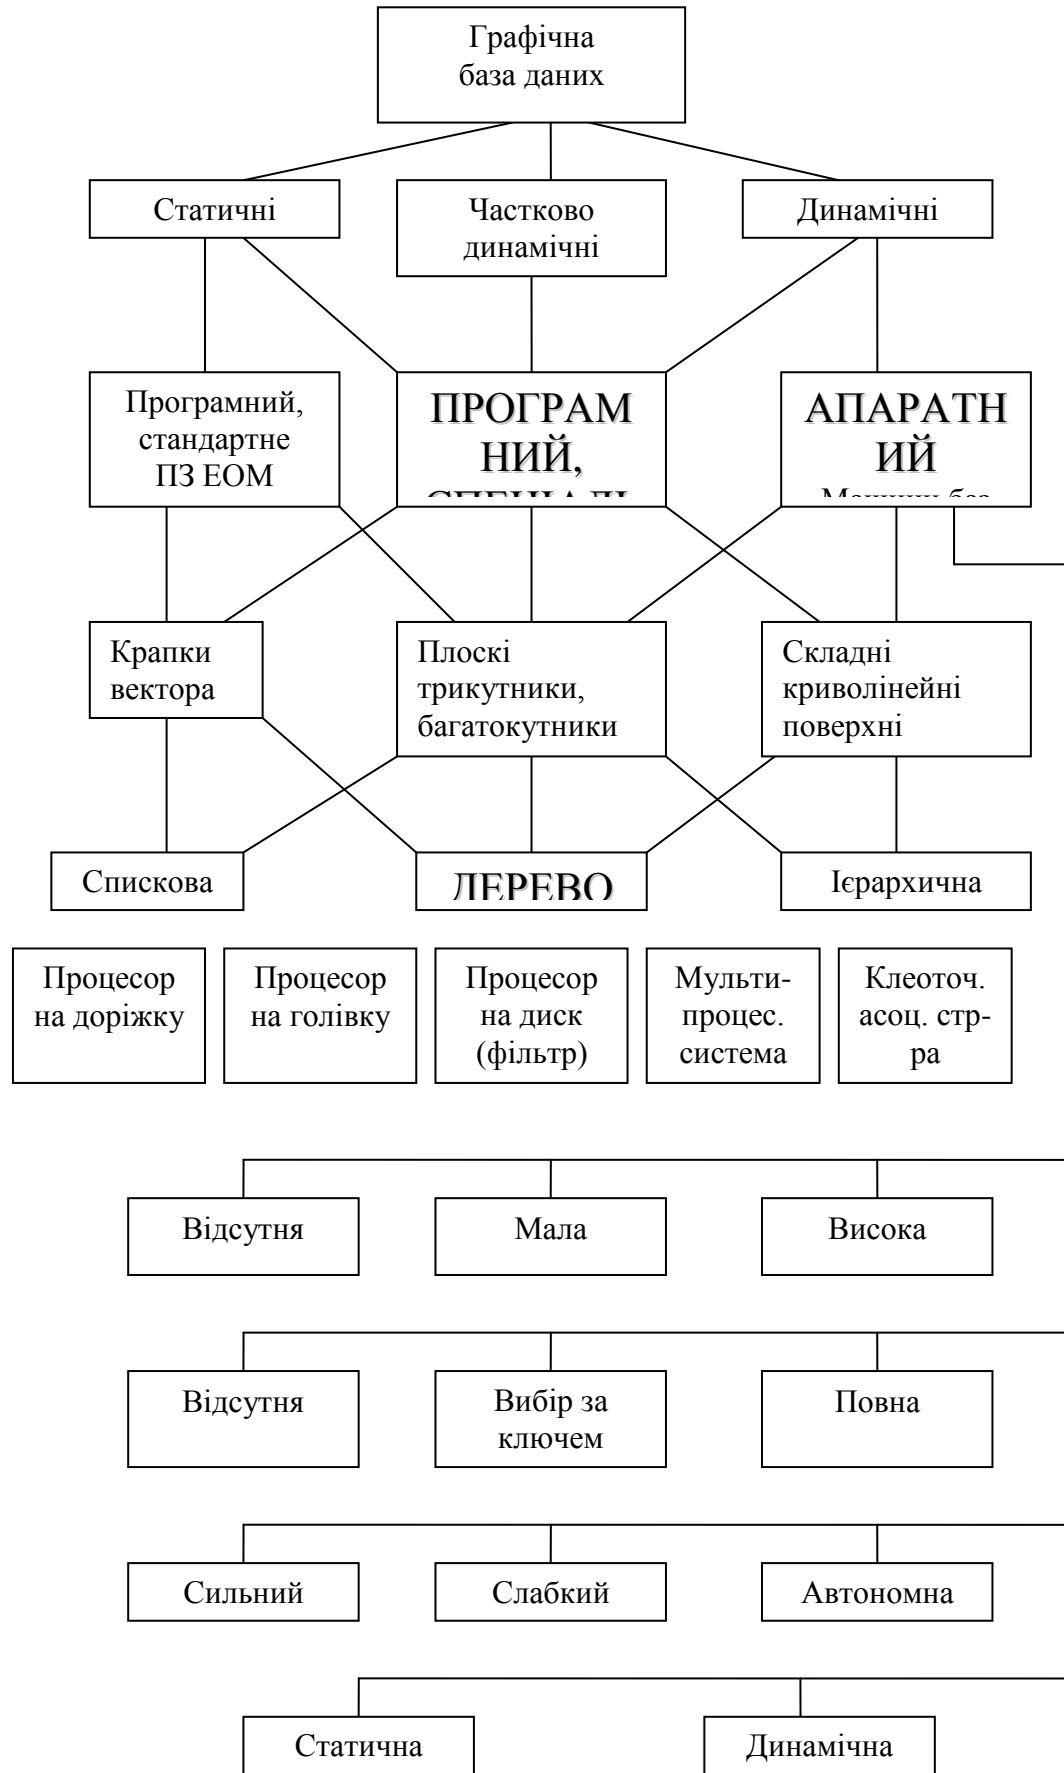 Графічна
база даних
Статичні
Частково
динамічні
Динамічні
Програмний,
стандартне
ПЗ ЕОМ
ПРОГРАМ
НИЙ,
АПАРАТН
ИЙ
Крапки
вектора
Плоскі
трикутники,
багатокутники
Складні
криволінейні
поверхні
Спискова
ДЕРЕВО
Ієрархична
Процесор
на доріжку
Процесор
на голівку
Процесор
на диск
(фільтр)
Мульти-
процес.
система
Клеоточ.
асоц. стр-
ра
Відсутня
Мала
Висока
Відсутня
Вибір за
ключем
Повна
Сильний
Слабкий
Автономна
Статична
Динамічна